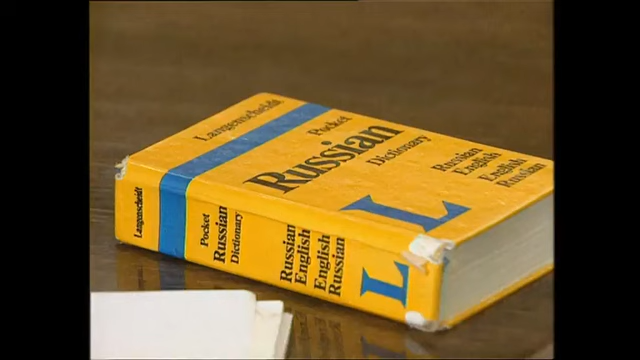 Langenscheidt
Pocket
Russian
Dictionary
Russian
English
English
Russian
L
Langenscheidt
Pocket
Russian
Dictionary
Russian
English
English
Russian
L